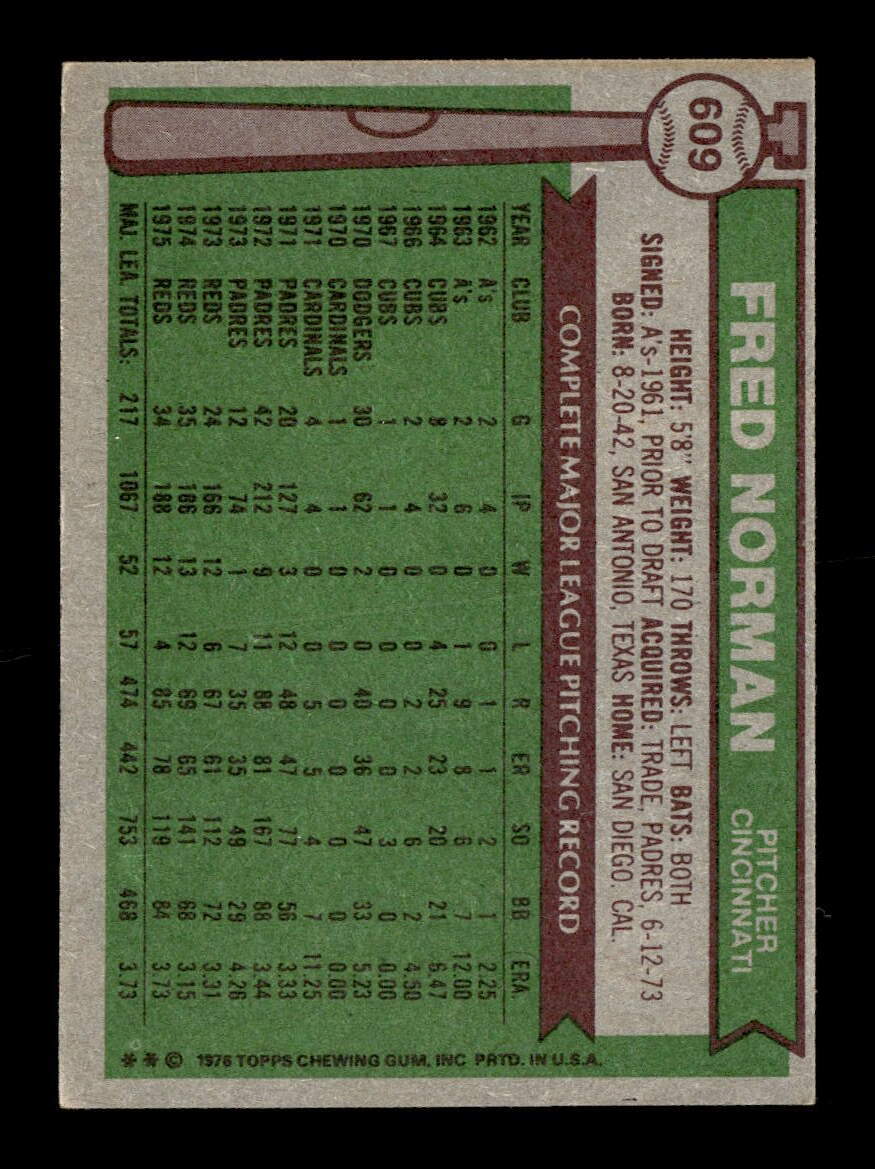 609
FRED NORMAN
PITCHER
CINCINNATI
HEIGHT: 5'8" WEIGHT: 170 THROWS: LEFT BATS: BOTH
SIGNED: A's-1961, PRIOR TO DRAFT ACQUIRED: TRADE, PADRES, 6-12-73
BORN: 8-20-42, SAN ANTONIO, TEXAS HOME: SAN DIEGO, CAL.
COMPLETE MAJOR LEAGUE PITCHING RECORD
YEAR CLUB G IP W L R ER SO BB ERA.
1962 A's 2 4 0 0 1 1 2 1 2.25
1963 A's 2 6 0 1 9 8 6 7 12.00
1964 CUBS 8 32 0 4 25 23 20 21 6.47
1966 CUBS 2 4 0 0 2 2 6 2 4.50
1967 CUBS 1 1 0 0 0 0 3 0 0.00
1970 DODGERS 30 62 2 0 40 36 47 33 5.23
1970 CARDINALS 1 1 0 0 0 0 0 0 0.00
1971 CARDINALS 4 4 0 0 5 5 4 7 11.25
1971 PADRES 20 127 3 12 48 47 77 56 3.33
1972 PADRES 42 212 9 11 88 81 167 88 3.44
1973 PADRES 12 74 1 7 35 35 49 29 4.26
1973 REDS 24 166 12 6 67 61 112 72 3.31
1974 REDS 35 186 13 12 69 65 141 68 3.15
1975 REDS 34 188 12 4 85 78 119 84 3.73
MAJ. LEA. TOTALS: 217 1067 52 57 474 442 753 468 3.73
* * © 1976 TOPPS CHEWING GUM, INC PRTD. IN U.S.A.